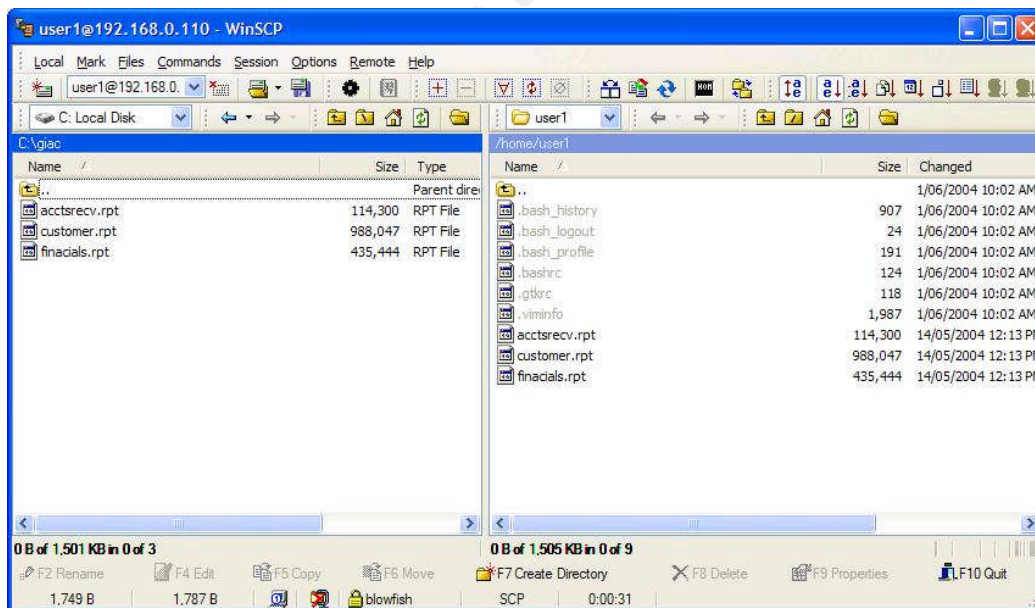 user1@192.168.0.110 - WinSCP
Local Mark Files Commands Session Options Remote Help
user1@192.168.0.
C: Local Disk
user1
C:\giac
/home/user1
Name Size Type
Name Size Changed
.. Parent dire
.. 1/06/2004 10:02 AM
acctsrecv.rpt 114,300 RPT File
.bash_history 907 1/06/2004 10:02 AM
customer.rpt 988,047 RPT File
.bash_logout 24 1/06/2004 10:02 AM
finacials.rpt 435,444 RPT File
.bash_profile 191 1/06/2004 10:02 AM
.bashrc 124 1/06/2004 10:02 AM
.gtkrc 118 1/06/2004 10:02 AM
.viminfo 1,987 1/06/2004 10:02 AM
acctsrecv.rpt 114,300 14/05/2004 12:13 P
customer.rpt 988,047 14/05/2004 12:13 P
finacials.rpt 435,444 14/05/2004 12:13 P
0 B of 1,501 KB in 0 of 3
0 B of 1,505 KB in 0 of 9
F2 Rename F4 Edit F5 Copy F6 Move F7 Create Directory F8 Delete F9 Properties F10 Quit
1,749 B 1,787 B blowfish SCP 0:00:31